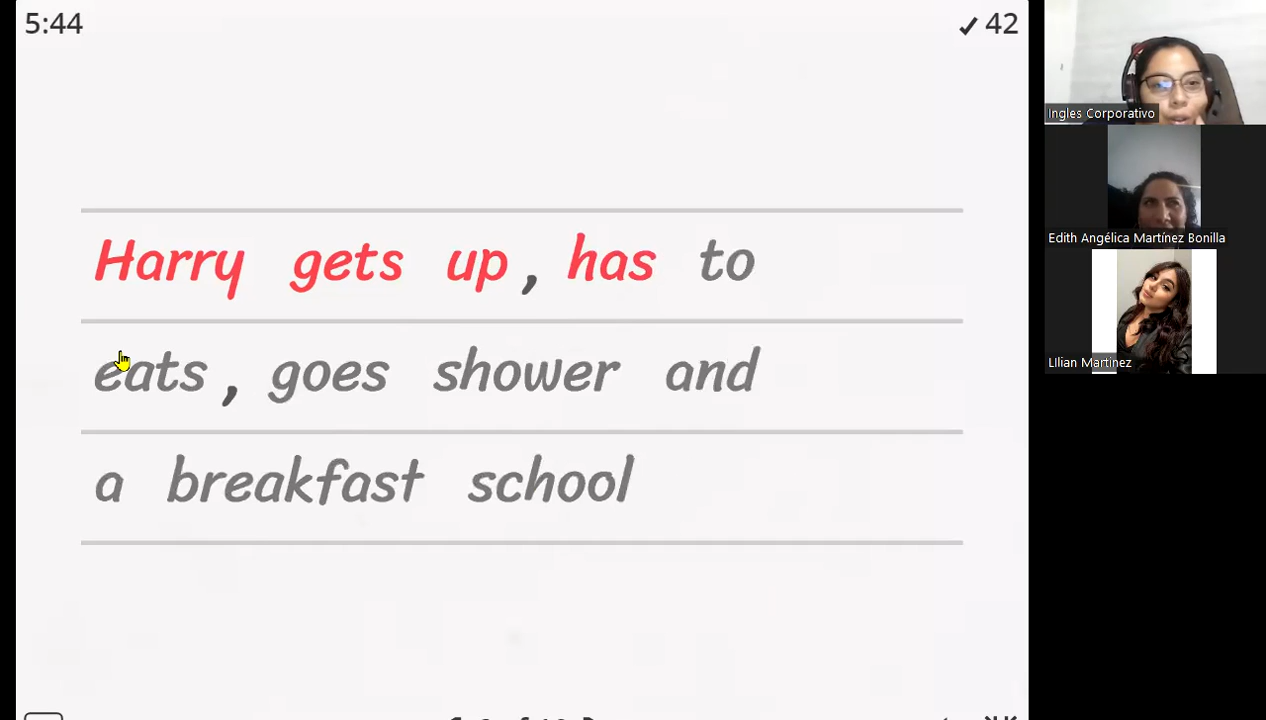 5:44
✓ 42
Harry gets up, has to
eats, goes shower and
a breakfast school
Ingles Corporativo
Edith Angélica Martínez Bonilla
LIlian Martinez